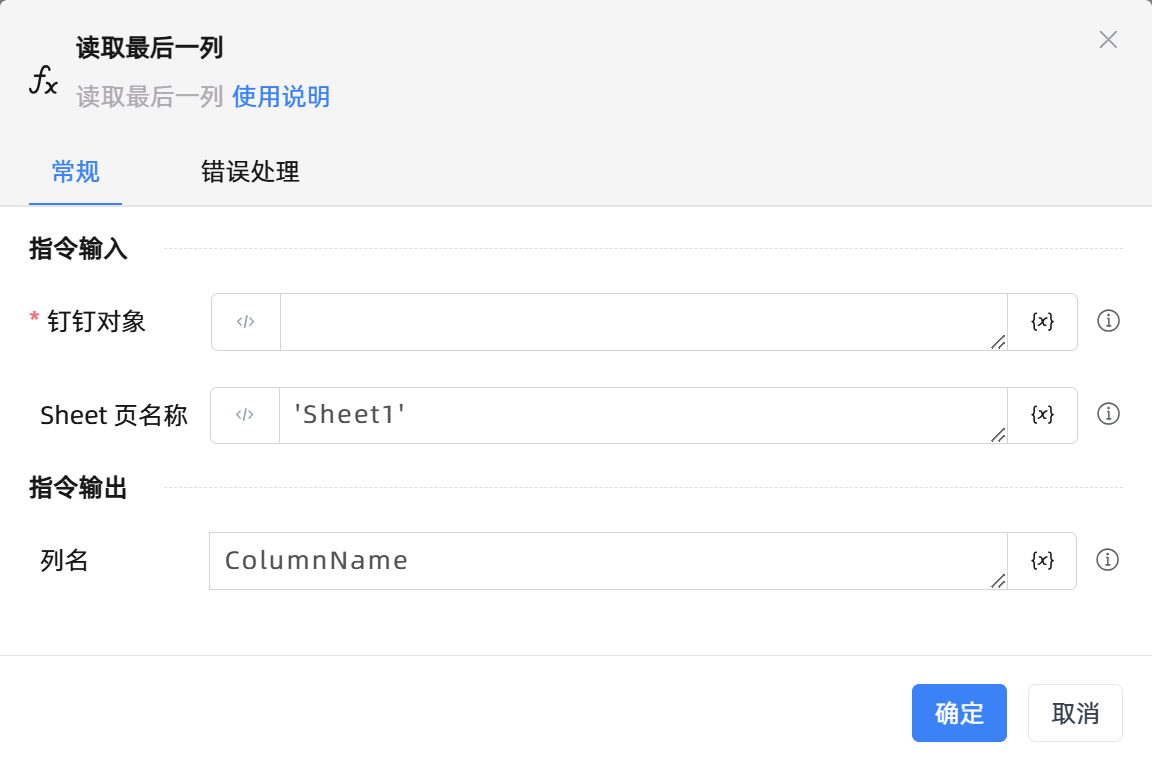 读取最后一列
fx
读取最后一列 使用说明
常规 错误处理
指令输入
* 钉钉对象 </> {x}
Sheet 页名称 </> 'Sheet1' {x}
指令输出
列名 ColumnName {x}
确定 取消